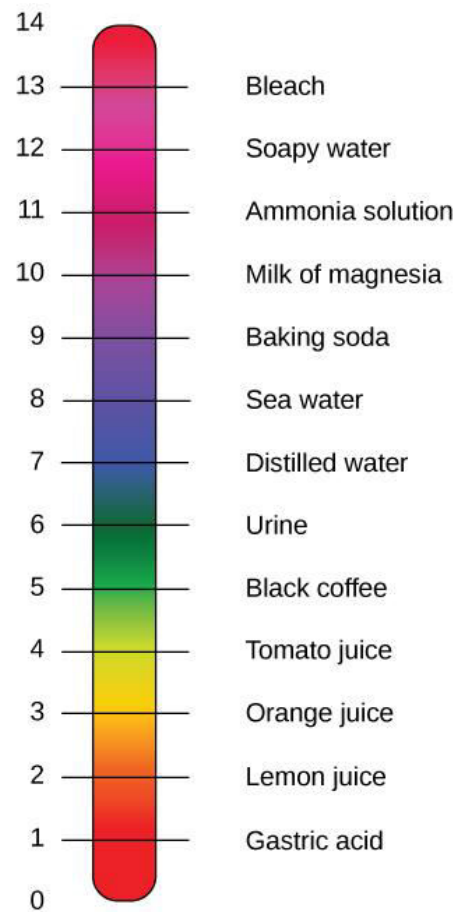 14
13 Bleach
12 Soapy water
11 Ammonia solution
10 Milk of magnesia
9 Baking soda
8 Sea water
7 Distilled water
6 Urine
5 Black coffee
4 Tomato juice
3 Orange juice
2 Lemon juice
1 Gastric acid
0